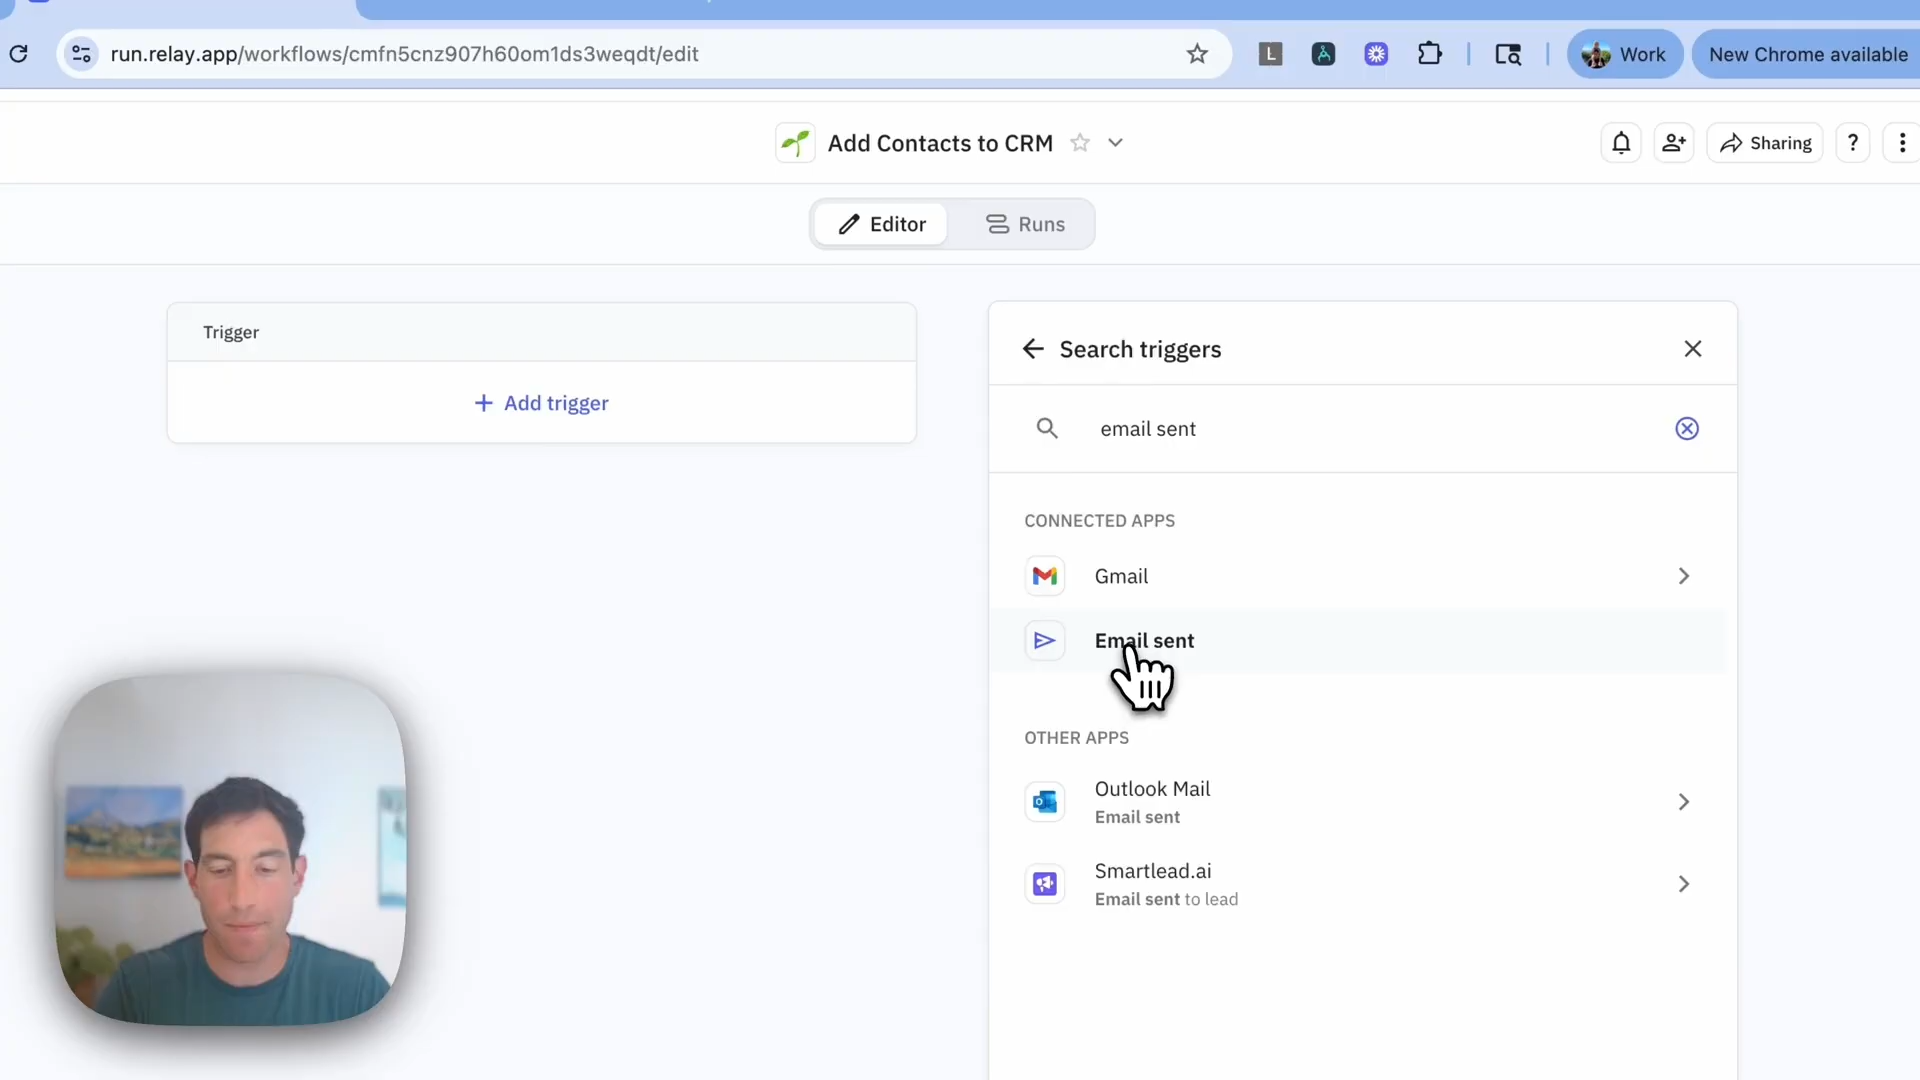 run.relay.app/workflows/cmfn5cnz907h60om1ds3weqdt/edit
L
Work
New Chrome available
Add Contacts to CRM
Sharing
?
Editor
Runs
Trigger
+ Add trigger
Search triggers
email sent
CONNECTED APPS
Gmail
Email sent
OTHER APPS
Outlook Mail
Email sent
Smartlead.ai
Email sent to lead